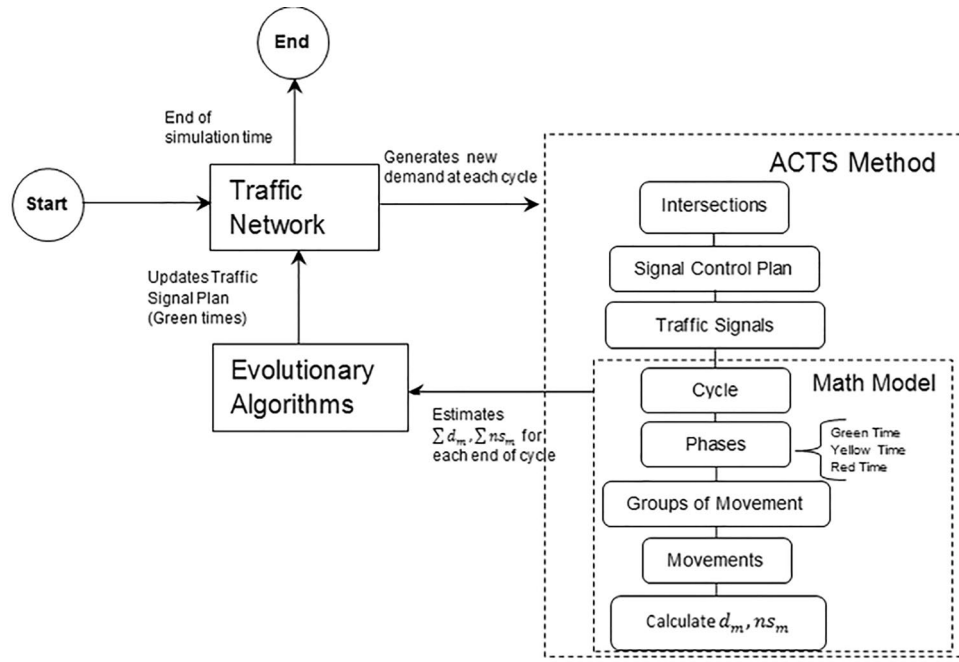 End
End of
simulation time
Generates new
demand at each cycle
ACTS Method
Start
Traffic
Network
Intersections
Signal Control Plan
Updates Traffic
Signal Plan
(Green times)
Traffic Signals
Evolutionary
Algorithms
Math Model
Cycle
Estimates
∑ d_m, ∑ ns_m for
each end of cycle
Phases
Green Time
Yellow Time
Red Time
Groups of Movement
Movements
Calculate d_m, ns_m